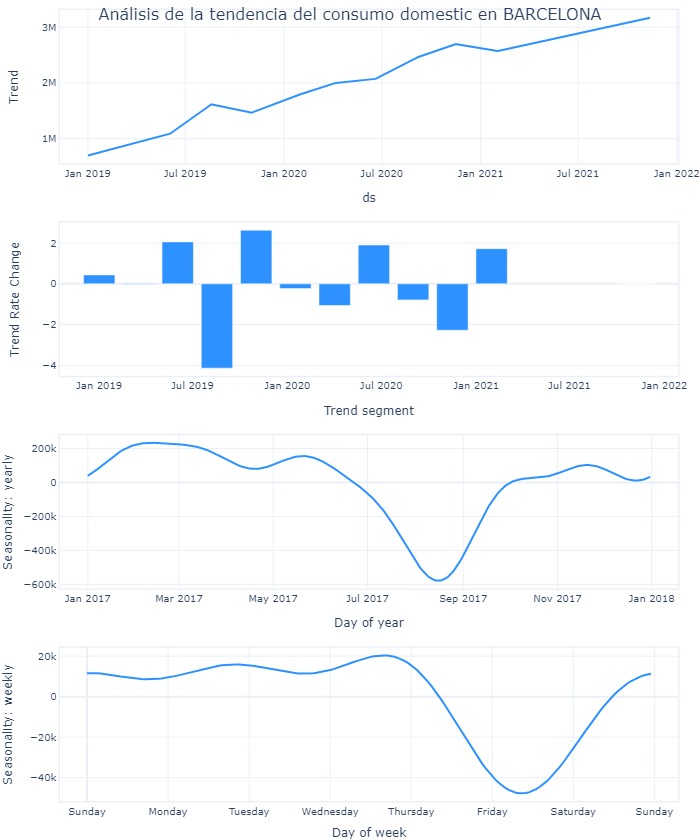 Análisis de la tendencia del consumo domestic en BARCELONA
Trend
3M
2M
1M
Jan 2019 Jul 2019 Jan 2020 Jul 2020 Jan 2021 Jul 2021 Jan 2022
ds
Trend Rate Change
2
0
−2
−4
Jan 2019 Jul 2019 Jan 2020 Jul 2020 Jan 2021 Jul 2021 Jan 2022
Trend segment
Seasonality: yearly
200k
0
−200k
−400k
−600k
Jan 2017 Mar 2017 May 2017 Jul 2017 Sep 2017 Nov 2017 Jan 2018
Day of year
Seasonality: weekly
20k
0
−20k
−40k
Sunday Monday Tuesday Wednesday Thursday Friday Saturday Sunday
Day of week